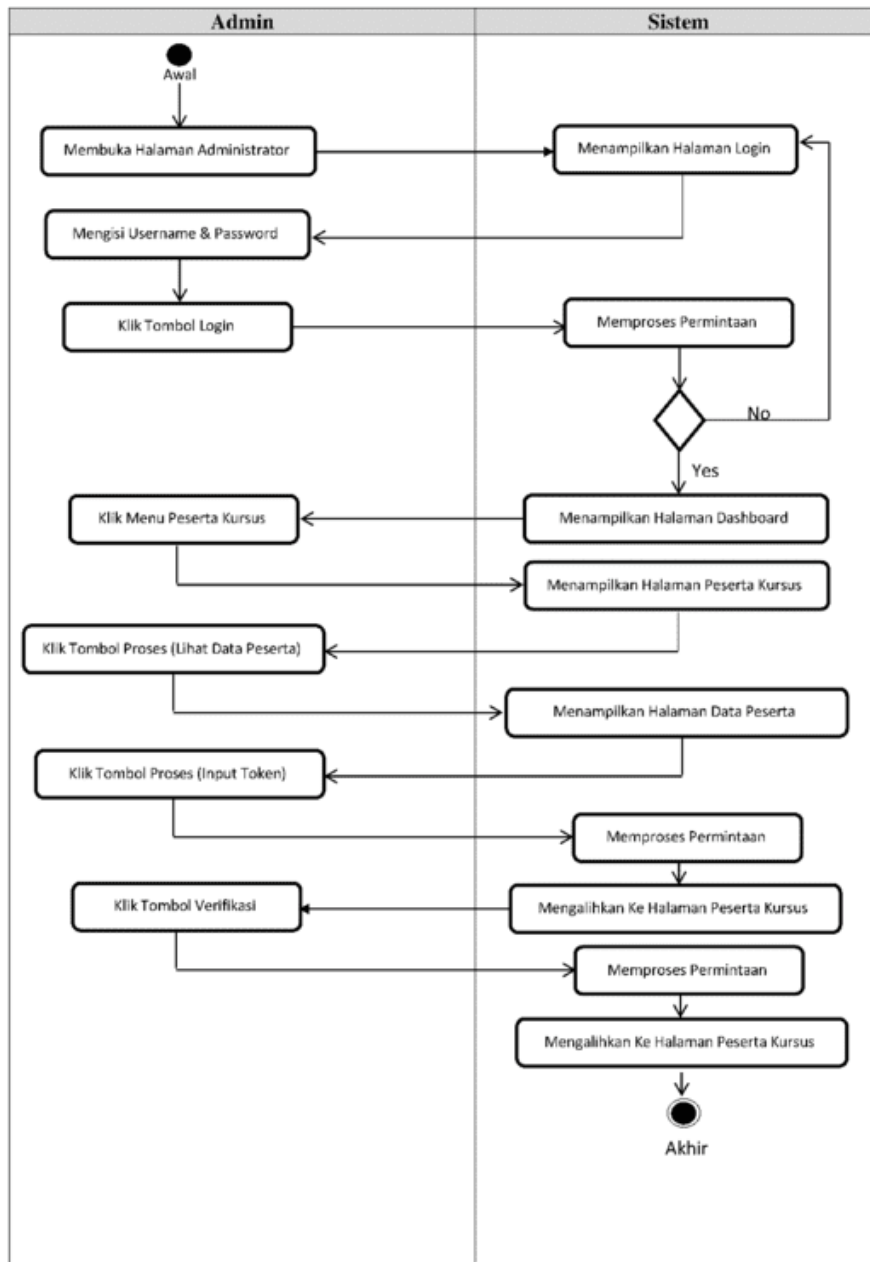 Admin
Sistem
Awal
Membuka Halaman Administrator
Menampilkan Halaman Login
Mengisi Username & Password
Klik Tombol Login
Memproses Permintaan
No
Yes
Klik Menu Peserta Kursus
Menampilkan Halaman Dashboard
Menampilkan Halaman Peserta Kursus
Klik Tombol Proses (Lihat Data Peserta)
Menampilkan Halaman Data Peserta
Klik Tombol Proses (Input Token)
Memproses Permintaan
Klik Tombol Verifikasi
Mengalihkan Ke Halaman Peserta Kursus
Memproses Permintaan
Mengalihkan Ke Halaman Peserta Kursus
Akhir